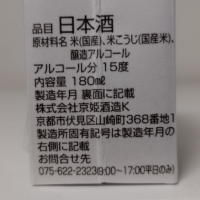 品目 日本酒
原材料名 米(国産)、米こうじ(国産米)、
醸造アルコール
アルコール分 15度
内容量 180mℓ
製造年月 裏面に記載
株式会社京姫酒造K
京都市伏見区山崎町368番地1
製造所固有記号は製造年月の
右側に記載
お問合せ先
075-622-2323(9:00~17:00平日のみ)